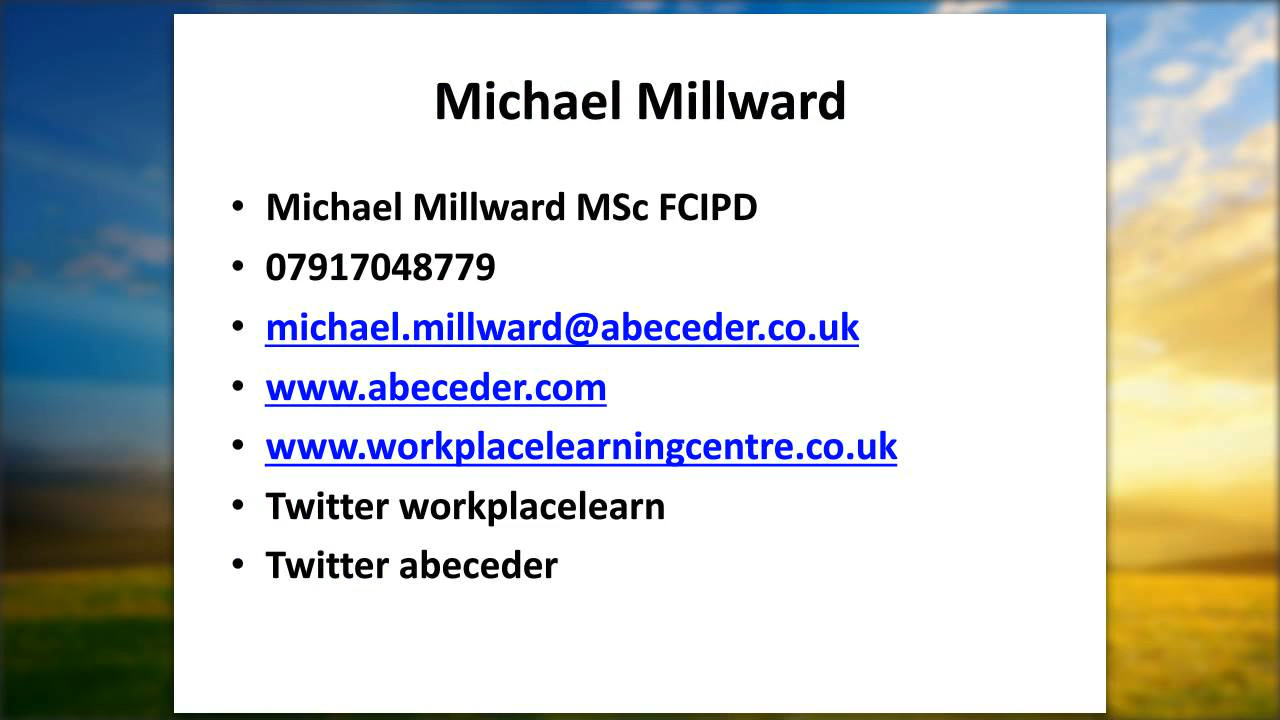 Michael Millward
• Michael Millward MSc FCIPD
• 07917048779
• michael.millward@abeceder.co.uk
• www.abeceder.com
• www.workplacelearningcentre.co.uk
• Twitter workplacelearn
• Twitter abeceder